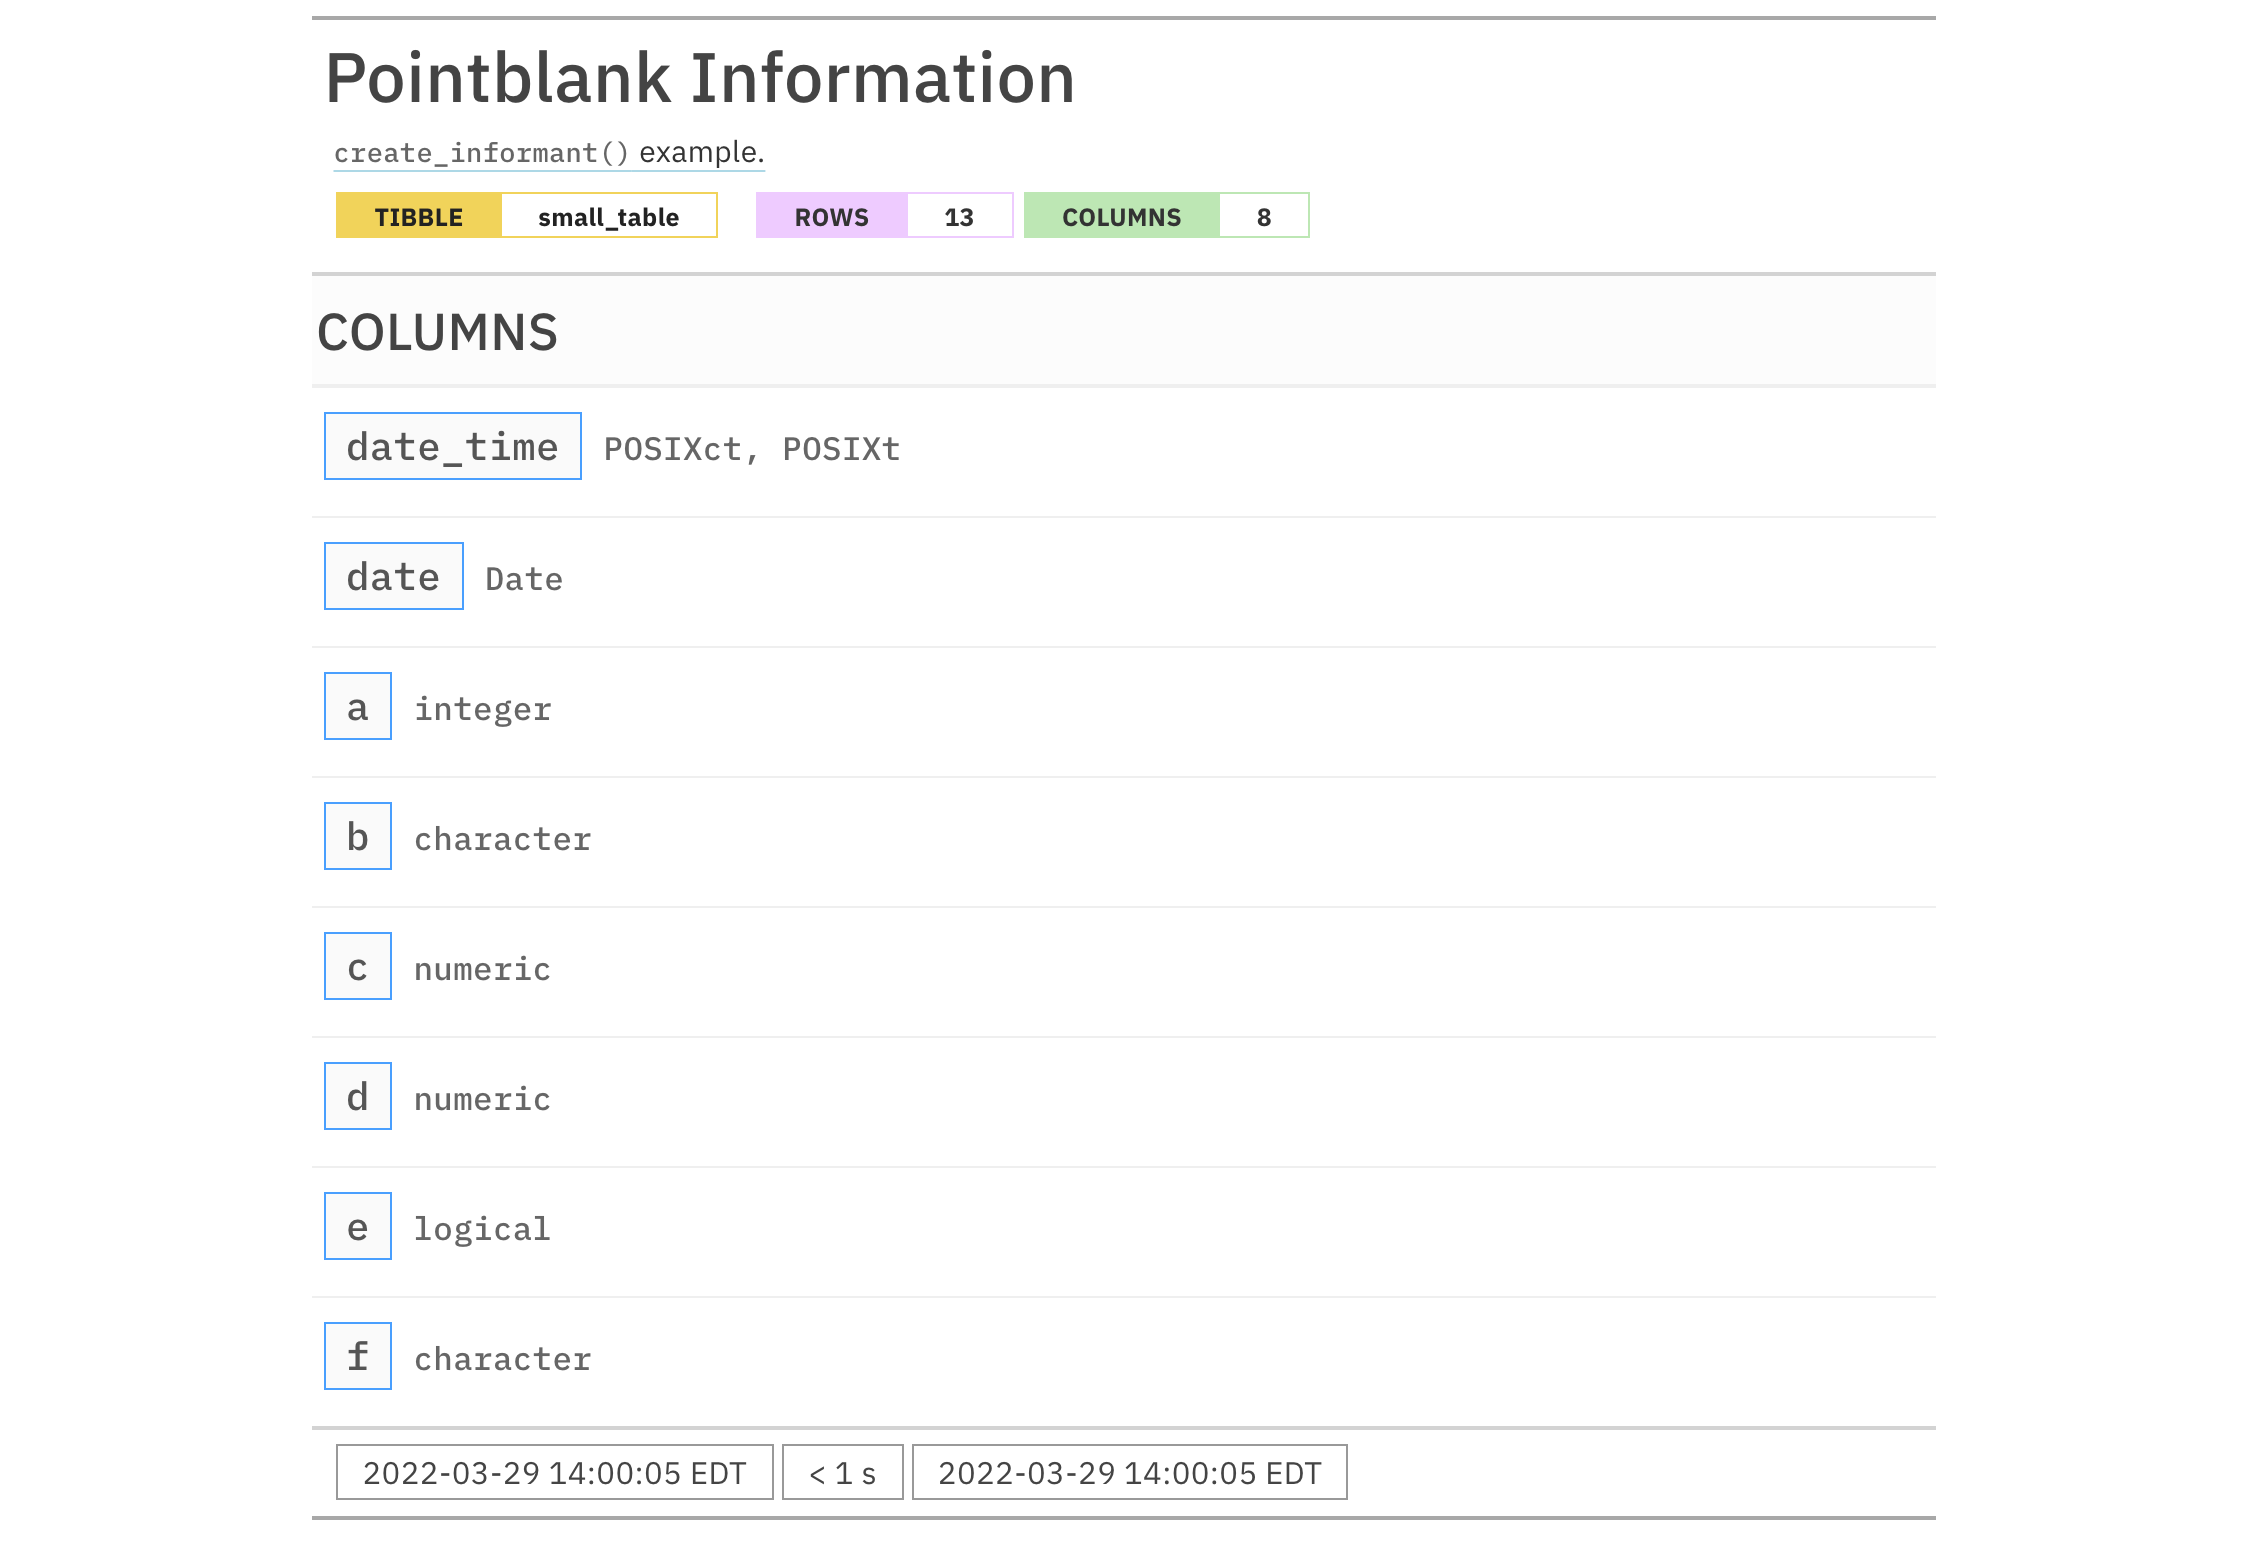 Pointblank Information
create_informant() example.
TIBBLE small_table ROWS 13 COLUMNS 8
COLUMNS
date_time POSIXct, POSIXt
date Date
a integer
b character
c numeric
d numeric
e logical
f character
2022-03-29 14:00:05 EDT < 1 s 2022-03-29 14:00:05 EDT